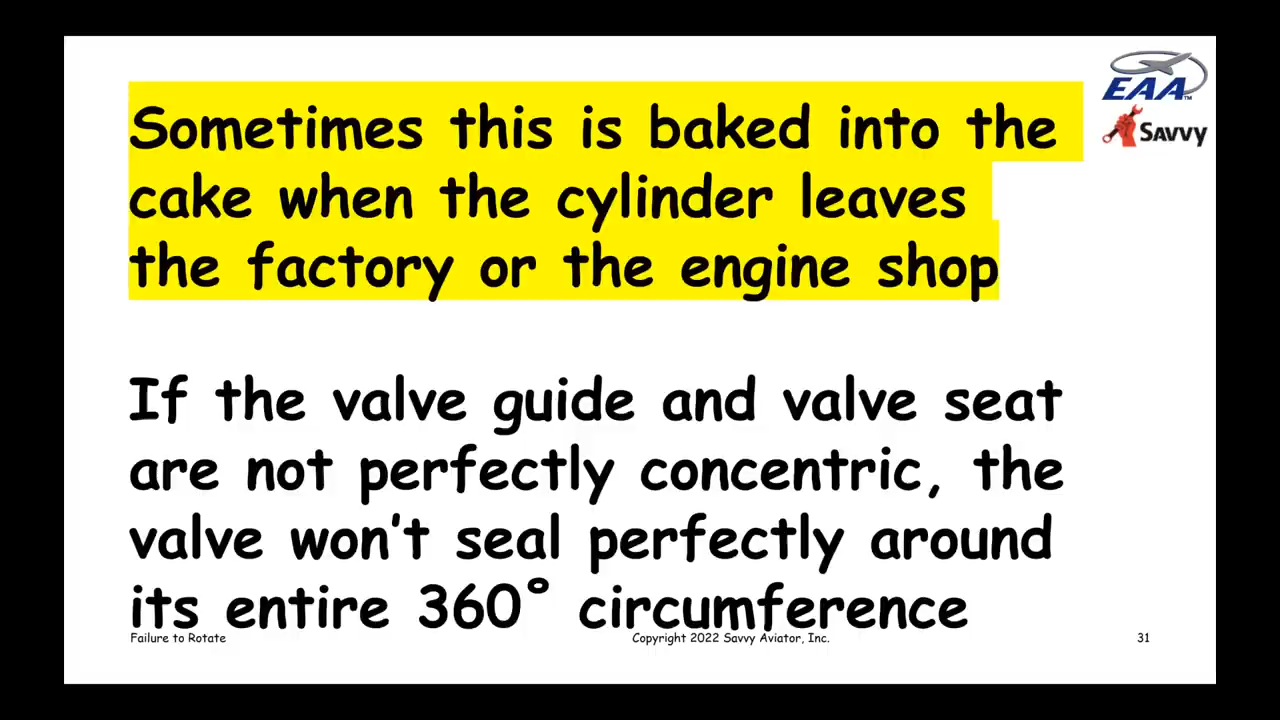 EAA™
SAVVY
Sometimes this is baked into the
cake when the cylinder leaves
the factory or the engine shop
If the valve guide and valve seat
are not perfectly concentric, the
valve won't seal perfectly around
its entire 360° circumference
Failure to Rotate
Copyright 2022 Savvy Aviator, Inc.
31